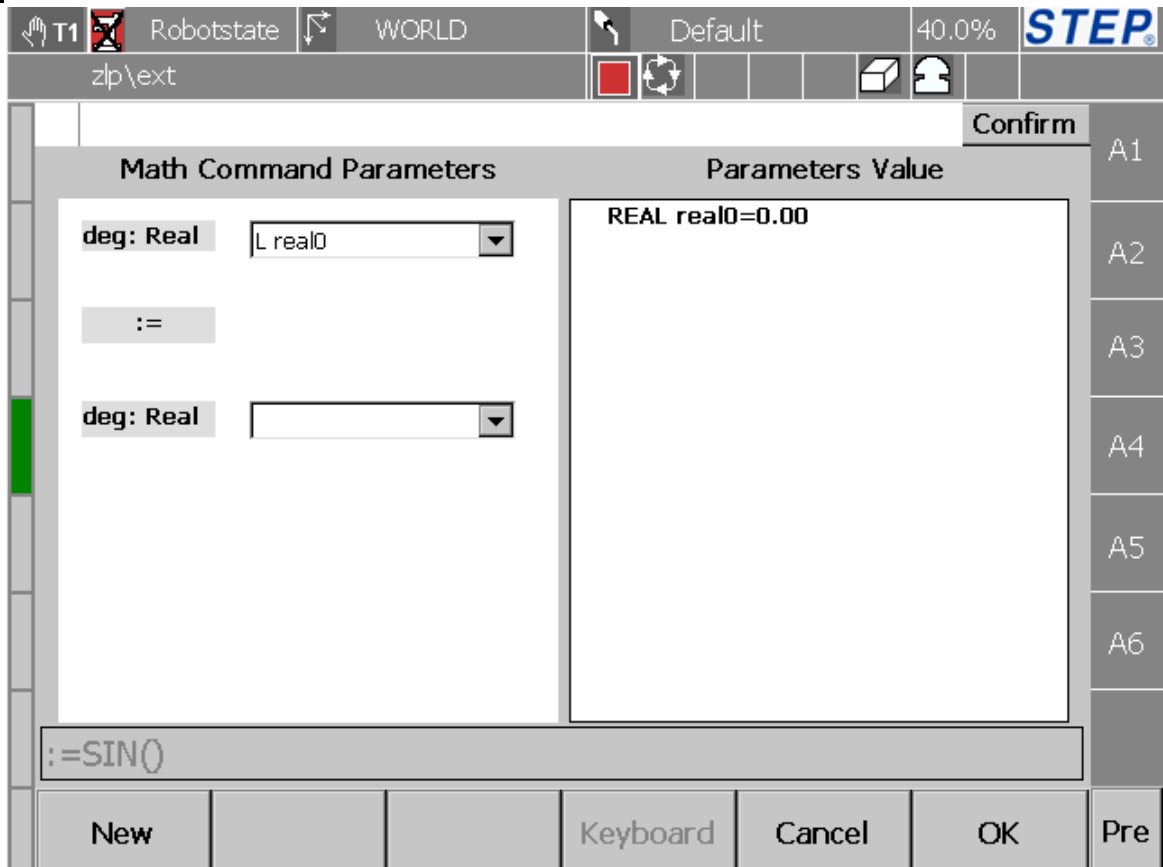 T1 Robotstate WORLD Default 40.0% STEP®
zlp\ext
Confirm
Math Command Parameters
Parameters Value
deg: Real L real0
:=
deg: Real
REAL real0=0.00
A1
A2
A3
A4
A5
A6
:=SIN()
New Keyboard Cancel OK Pre